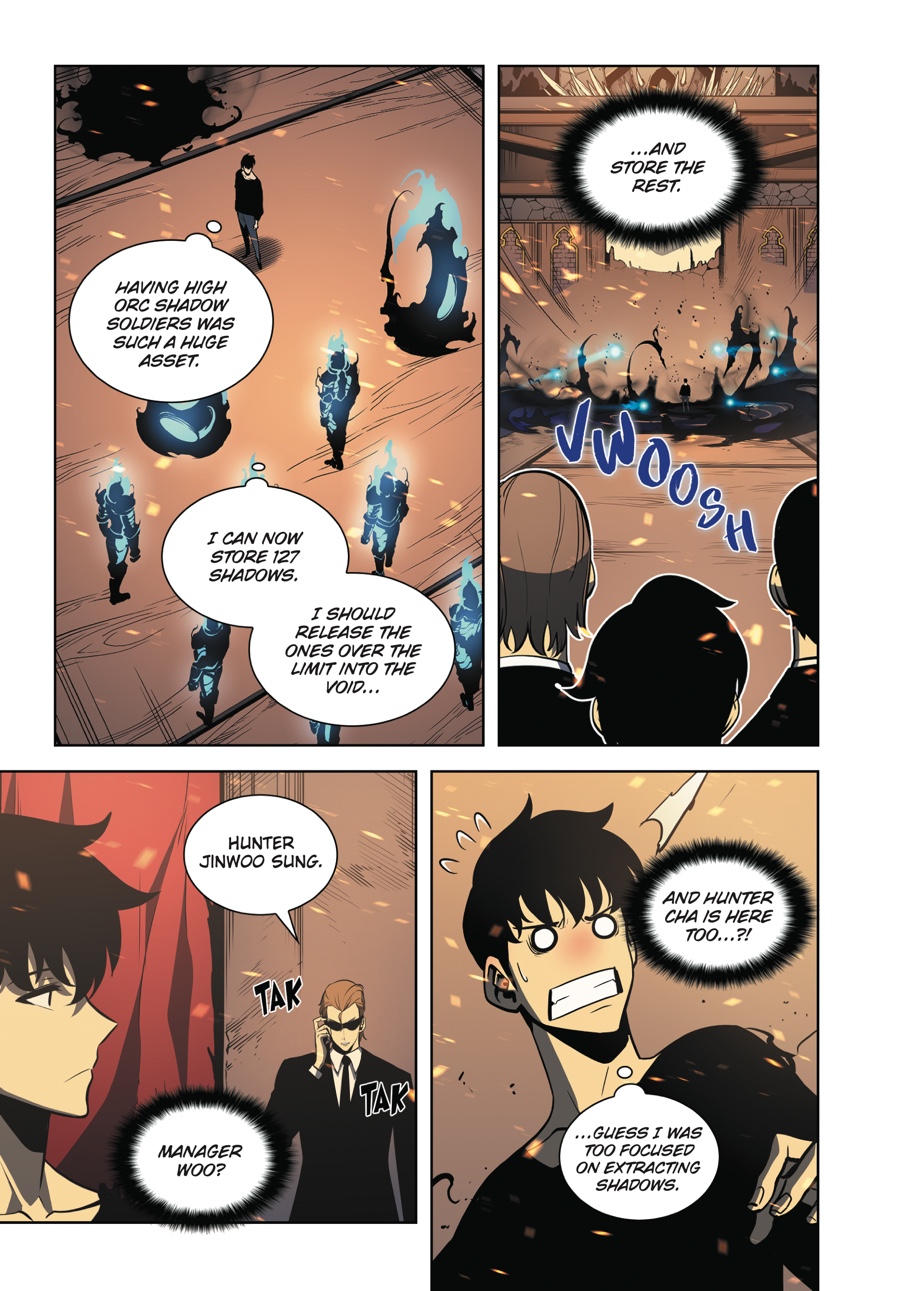 HAVING HIGH
ORC SHADOW
SOLDIERS WAS
SUCH A HUGE
ASSET.
I CAN NOW
STORE 127
SHADOWS.
I SHOULD
RELEASE THE
ONES OVER THE
LIMIT INTO THE
VOID...
...AND
STORE THE
REST.
VWOOSH
HUNTER
JINWOO SUNG.
TAK
TAK
MANAGER
WOO?
AND HUNTER
CHA IS HERE
TOO...?!
...GUESS I WAS
TOO FOCUSED
ON EXTRACTING
SHADOWS.